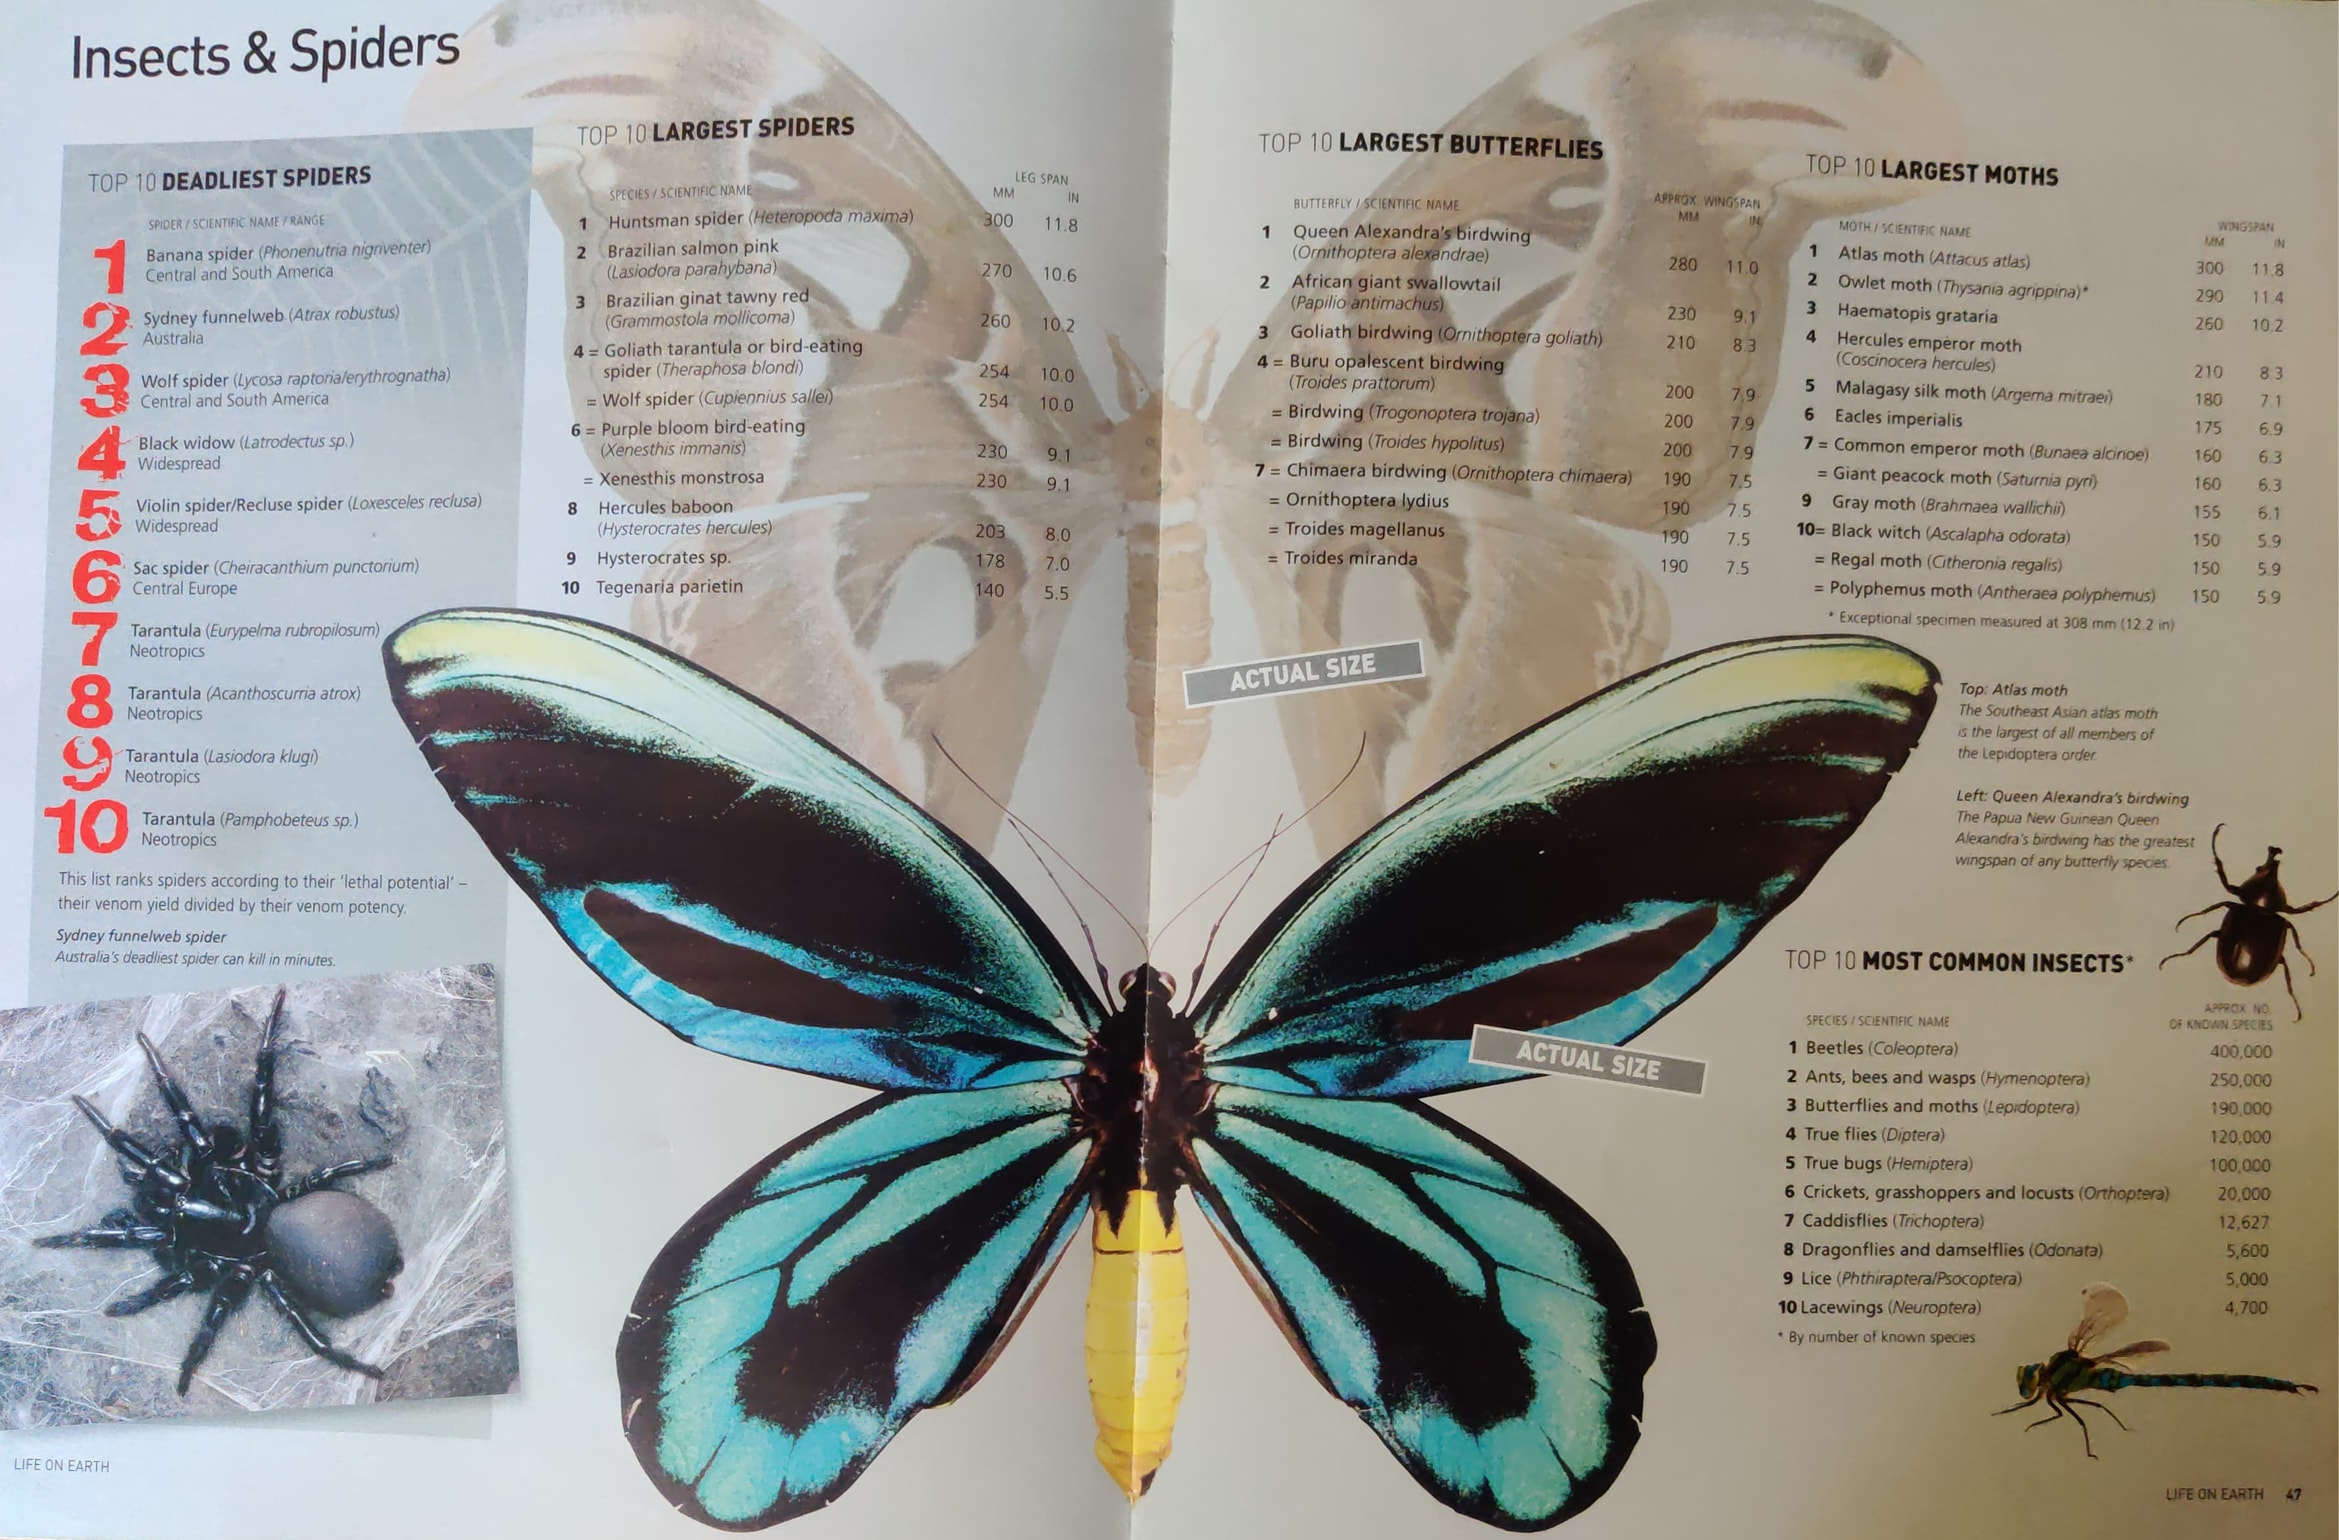 Insects & Spiders
TOP 10 DEADLIEST SPIDERS
SPIDER / SCIENTIFIC NAME / RANGE
1 Banana spider (Phonenutria nigriventer)
Central and South America
2 Sydney funnelweb (Atrax robustus)
Australia
3 Wolf spider (Lycosa raptoria/erythrognatha)
Central and South America
4 Black widow (Latrodectus sp.)
Widespread
5 Violin spider/Recluse spider (Loxesceles reclusa)
Widespread
6 Sac spider (Cheiracanthium punctorium)
Central Europe
7 Tarantula (Eurypelma rubropilosum)
Neotropics
8 Tarantula (Acanthoscurria atrox)
Neotropics
9 Tarantula (Lasiodora klugi)
Neotropics
10 Tarantula (Pamphobeteus sp.)
Neotropics
This list ranks spiders according to their 'lethal potential' –
their venom yield divided by their venom potency.
Sydney funnelweb spider
Australia's deadliest spider can kill in minutes.
LIFE ON EARTH
TOP 10 LARGEST SPIDERS
LEG SPAN
SPECIES / SCIENTIFIC NAME MM IN
1 Huntsman spider (Heteropoda maxima) 300 11.8
2 Brazilian salmon pink
(Lasiodora parahybana) 270 10.6
3 Brazilian ginat tawny red
(Grammostola mollicoma) 260 10.2
4 = Goliath tarantula or bird-eating
spider (Theraphosa blondi) 254 10.0
= Wolf spider (Cupiennius sallei) 254 10.0
6 = Purple bloom bird-eating
(Xenesthis immanis) 230 9.1
= Xenesthis monstrosa 230 9.1
8 Hercules baboon
(Hysterocrates hercules) 203 8.0
9 Hysterocrates sp. 178 7.0
10 Tegenaria parietin 140 5.5
TOP 10 LARGEST BUTTERFLIES
APPROX. WINGSPAN
BUTTERFLY / SCIENTIFIC NAME MM IN
1 Queen Alexandra's birdwing
(Ornithoptera alexandrae) 280 11.0
2 African giant swallowtail
(Papilio antimachus) 230 9.1
3 Goliath birdwing (Ornithoptera goliath) 210 8.3
4 = Buru opalescent birdwing
(Troides prattorum) 200 7.9
= Birdwing (Trogonoptera trojana) 200 7.9
= Birdwing (Troides hypolitus) 200 7.9
7 = Chimaera birdwing (Ornithoptera chimaera) 190 7.5
= Ornithoptera lydius 190 7.5
= Troides magellanus 190 7.5
= Troides miranda 190 7.5
ACTUAL SIZE
ACTUAL SIZE
TOP 10 LARGEST MOTHS
WINGSPAN
MOTH / SCIENTIFIC NAME MM IN
1 Atlas moth (Attacus atlas) 300 11.8
2 Owlet moth (Thysania agrippina)* 290 11.4
3 Haematopis grataria 260 10.2
4 Hercules emperor moth
(Coscinocera hercules) 210 8.3
5 Malagasy silk moth (Argema mitraei) 180 7.1
6 Eacles imperialis 175 6.9
7 = Common emperor moth (Bunaea alcinoe) 160 6.3
= Giant peacock moth (Saturnia pyri) 160 6.3
9 Gray moth (Brahmaea wallichii) 155 6.1
10= Black witch (Ascalapha odorata) 150 5.9
= Regal moth (Citheronia regalis) 150 5.9
= Polyphemus moth (Antheraea polyphemus) 150 5.9
* Exceptional specimen measured at 308 mm (12.2 in)
Top: Atlas moth
The Southeast Asian atlas moth
is the largest of all members of
the Lepidoptera order.
Left: Queen Alexandra's birdwing
The Papua New Guinean Queen
Alexandra's birdwing has the greatest
wingspan of any butterfly species.
TOP 10 MOST COMMON INSECTS*
APPROX. NO.
SPECIES / SCIENTIFIC NAME OF KNOWN SPECIES
1 Beetles (Coleoptera) 400,000
2 Ants, bees and wasps (Hymenoptera) 250,000
3 Butterflies and moths (Lepidoptera) 190,000
4 True flies (Diptera) 120,000
5 True bugs (Hemiptera) 100,000
6 Crickets, grasshoppers and locusts (Orthoptera) 20,000
7 Caddisflies (Trichoptera) 12,627
8 Dragonflies and damselflies (Odonata) 5,600
9 Lice (Phthiraptera/Psocoptera) 5,000
10 Lacewings (Neuroptera) 4,700
* By number of known species
LIFE ON EARTH 47